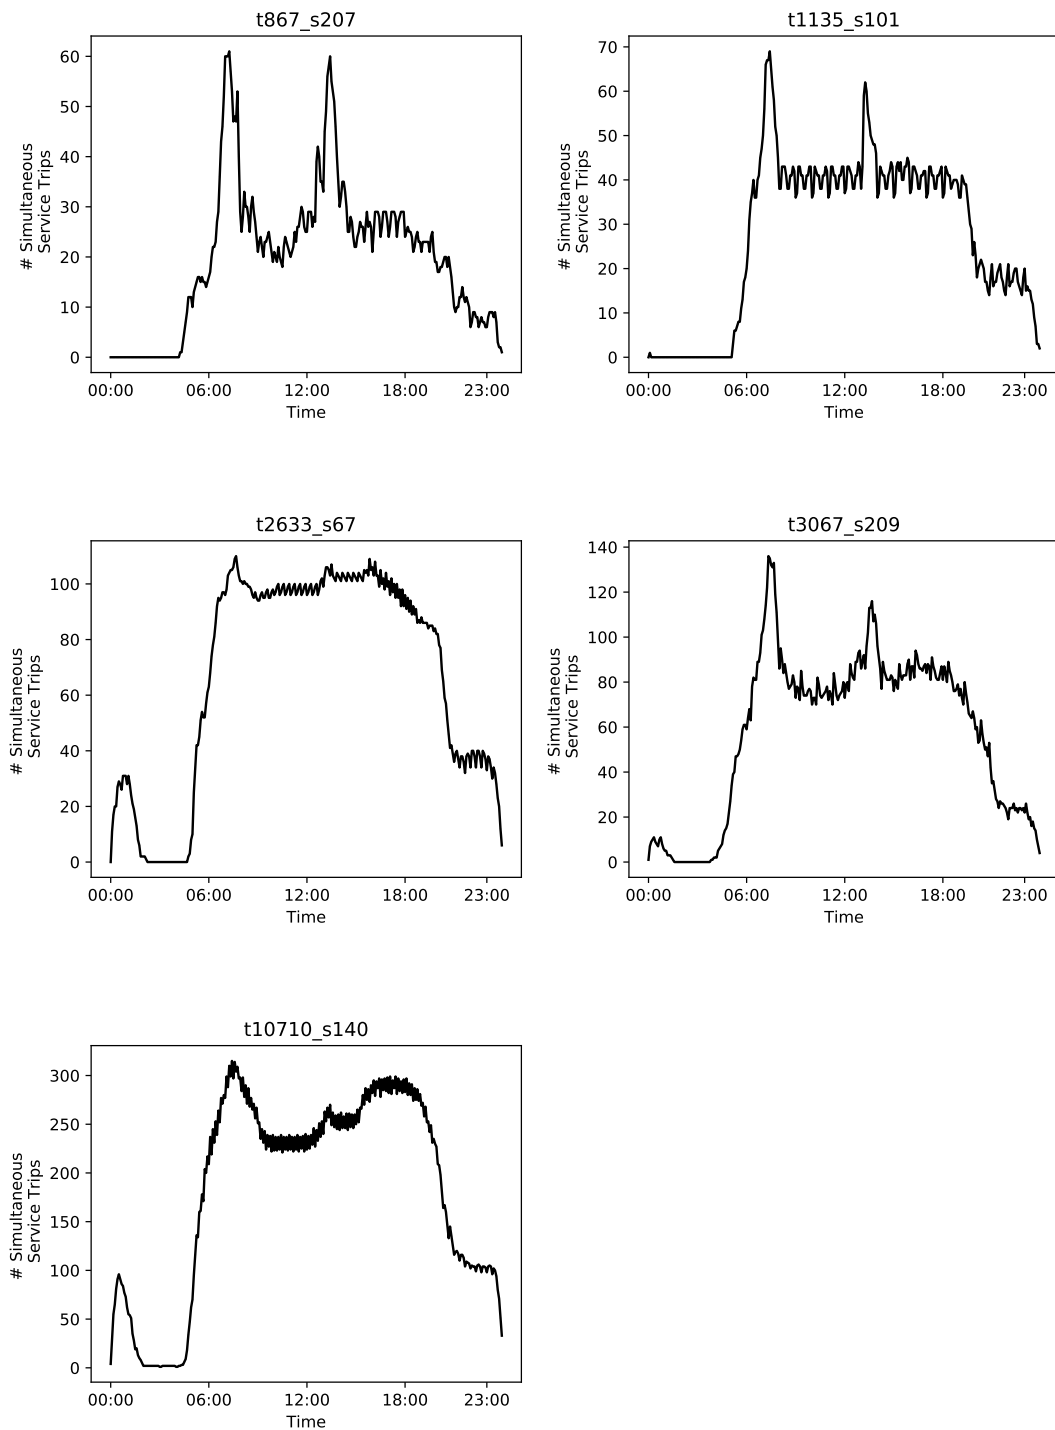 t867_s207
60
50
40
30
20
10
0
# Simultaneous
Service Trips
00:00 06:00 12:00 18:00 23:00
Time
t1135_s101
70
60
50
40
30
20
10
0
# Simultaneous
Service Trips
00:00 06:00 12:00 18:00 23:00
Time
t2633_s67
100
80
60
40
20
0
# Simultaneous
Service Trips
00:00 06:00 12:00 18:00 23:00
Time
t3067_s209
140
120
100
80
60
40
20
0
# Simultaneous
Service Trips
00:00 06:00 12:00 18:00 23:00
Time
t10710_s140
300
250
200
150
100
50
0
# Simultaneous
Service Trips
00:00 06:00 12:00 18:00 23:00
Time